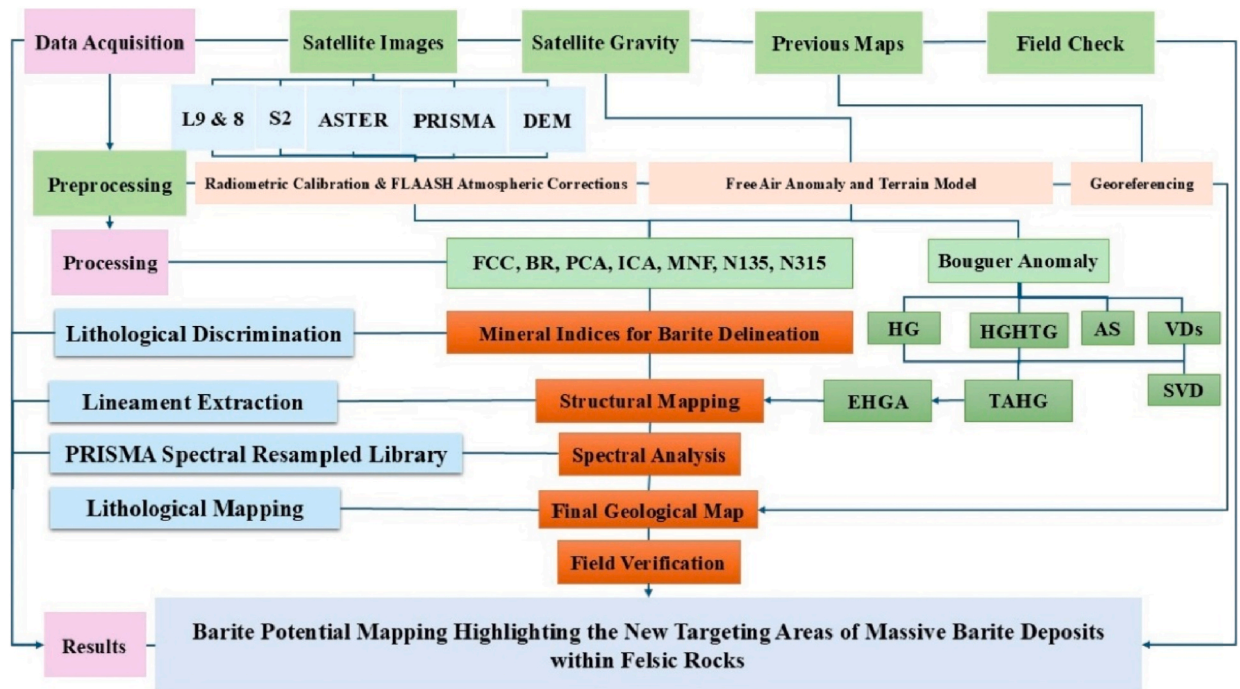 Data Acquisition
Satellite Images
Satellite Gravity
Previous Maps
Field Check
L9 & 8
S2
ASTER
PRISMA
DEM
Preprocessing
Radiometric Calibration & FLAASH Atmospheric Corrections
Free Air Anomaly and Terrain Model
Georeferencing
Processing
FCC, BR, PCA, ICA, MNF, N135, N315
Bouguer Anomaly
HG
HGHTG
AS
VDs
Lithological Discrimination
Mineral Indices for Barite Delineation
SVD
Lineament Extraction
Structural Mapping
EHGA
TAHG
PRISMA Spectral Resampled Library
Spectral Analysis
Lithological Mapping
Final Geological Map
Field Verification
Results
Barite Potential Mapping Highlighting the New Targeting Areas of Massive Barite Deposits
within Felsic Rocks